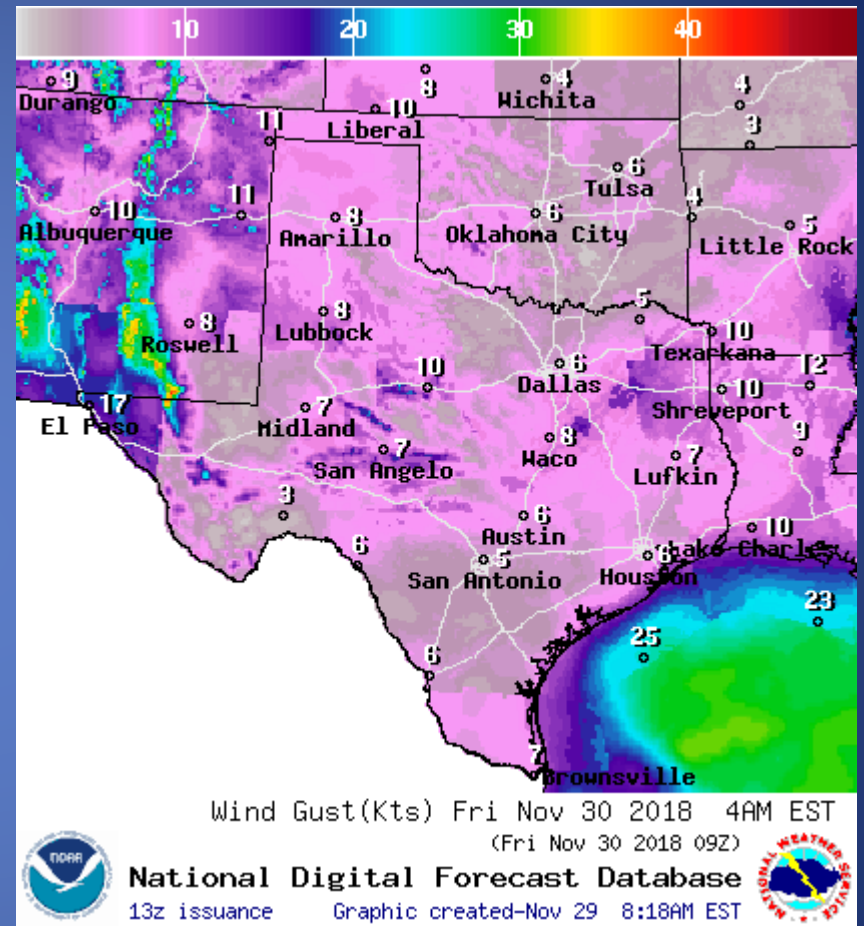 10 20 30 40
9
Durango
8
4
Wichita
4
10
Liberal
11
3
6
Tulsa
10
Albuquerque
11
8
Amarillo
6
Oklahoma City
4
5
Little Rock
8
Roswell
8
Lubbock
5
10
Texarkana
10
6
Dallas
10
Shreveport
12
17
El Paso
7
Midland
7
San Angelo
8
Waco
7
Lufkin
9
3
6
Austin
10
Lake Charles
6
5
San Antonio
6
Houston
23
25
6
7
Brownsville
Wind Gust(Kts) Fri Nov 30 2018 4AM EST
(Fri Nov 30 2018 09Z)
NOAA
National Digital Forecast Database
13z issuance Graphic created-Nov 29 8:18AM EST
NATIONAL WEATHER SERVICE